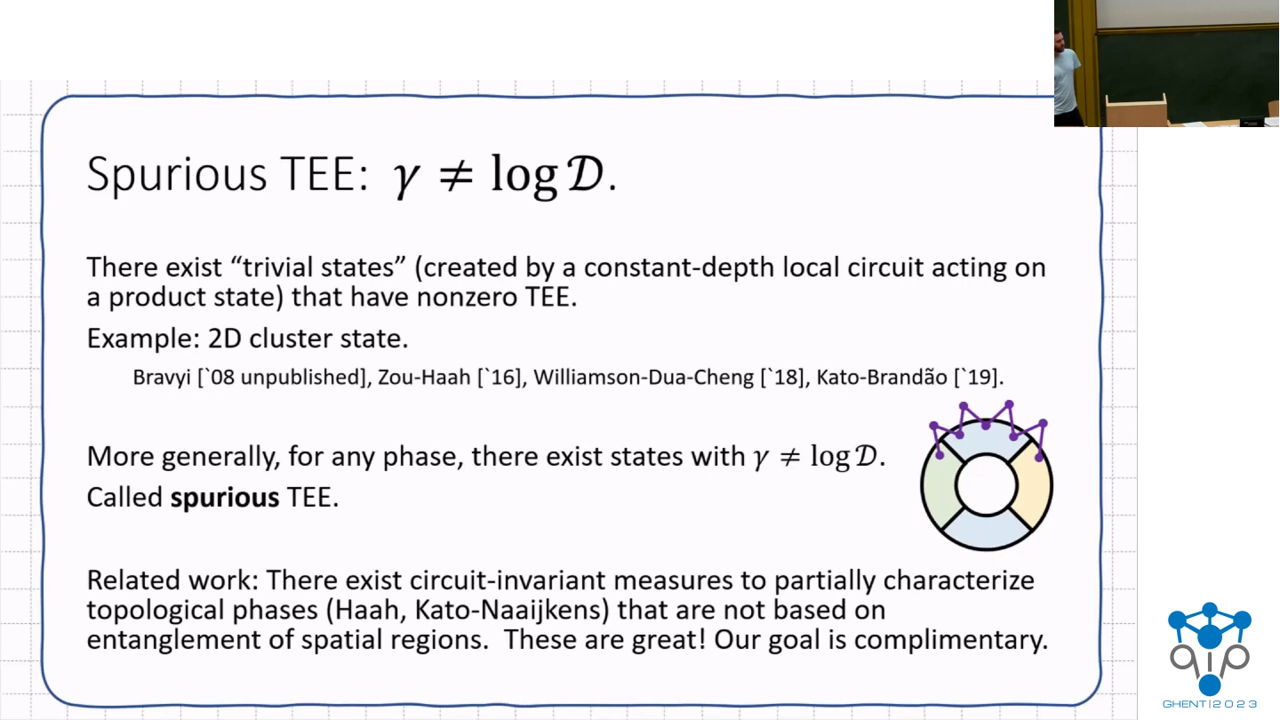 Spurious TEE: γ ≠ log 𝒟.
There exist “trivial states” (created by a constant-depth local circuit acting on
a product state) that have nonzero TEE.
Example: 2D cluster state.
Bravyi [`08 unpublished], Zou-Haah [`16], Williamson-Dua-Cheng [`18], Kato-Brandão [`19].
More generally, for any phase, there exist states with γ ≠ log 𝒟.
Called spurious TEE.
Related work: There exist circuit-invariant measures to partially characterize
topological phases (Haah, Kato-Naaijkens) that are not based on
entanglement of spatial regions.  These are great! Our goal is complimentary.
qip
GHENT|2023